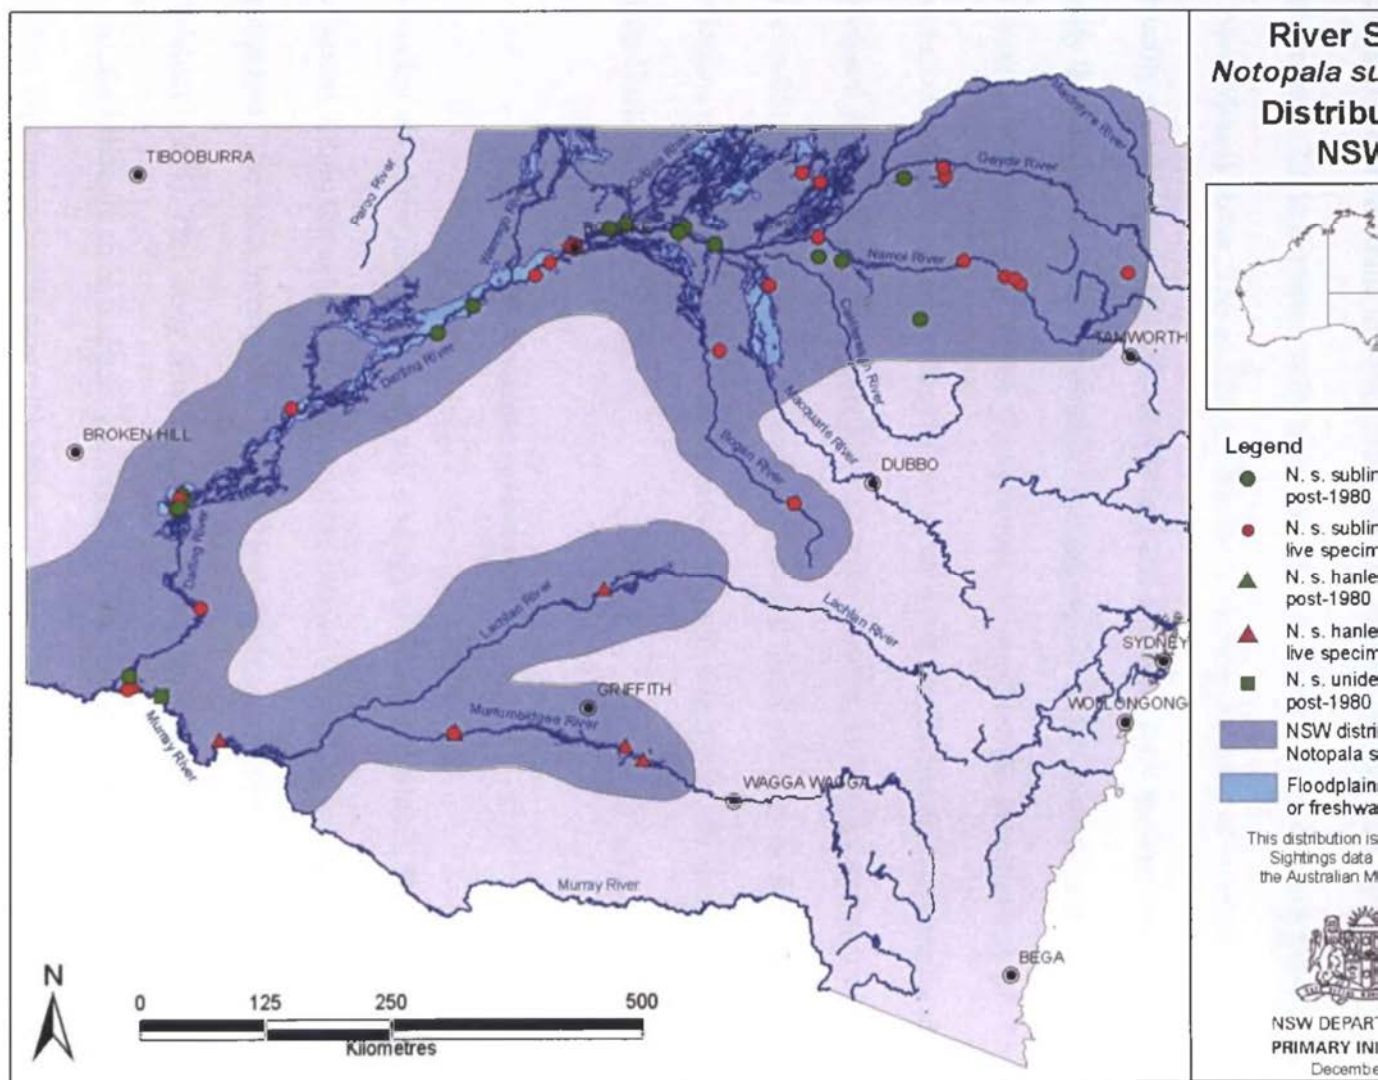 River S
Notopala su
Distribu
NSW
TIBOOBURRA
Paroo River
Macintyre River
Gwydir River
Namoi River
Castlereagh River
TAMWORTH
Darling River
BROKEN HILL
Macquarie River
Bogan River
DUBBO
Darling River
Lachlan River
Lachlan River
SYDNEY
GRIFFITH
WOLLONGONG
Murrumbidgee River
Murray River
WAGGA WAGGA
Murray River
BEGA
N
0 125 250 500
Kilometres
Legend
N. s. sublin
post-1980
N. s. sublin
live specim
N. s. hanle
post-1980
N. s. hanle
live specim
N. s. unide
post-1980
NSW distri
Notopala s
Floodplain
or freshwa
This distribution is
Sightings data
the Australian M
NSW DEPART
PRIMARY IN
Decembe